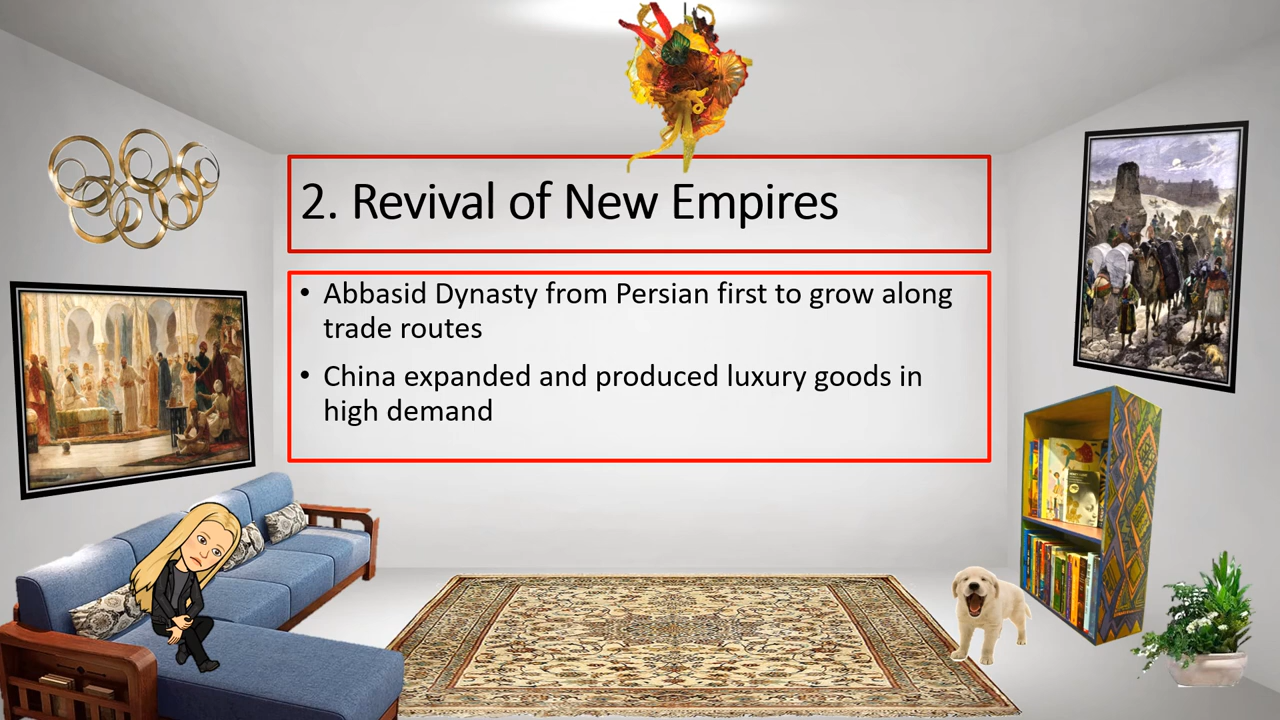 2. Revival of New Empires
• Abbasid Dynasty from Persian first to grow along
trade routes
• China expanded and produced luxury goods in
high demand